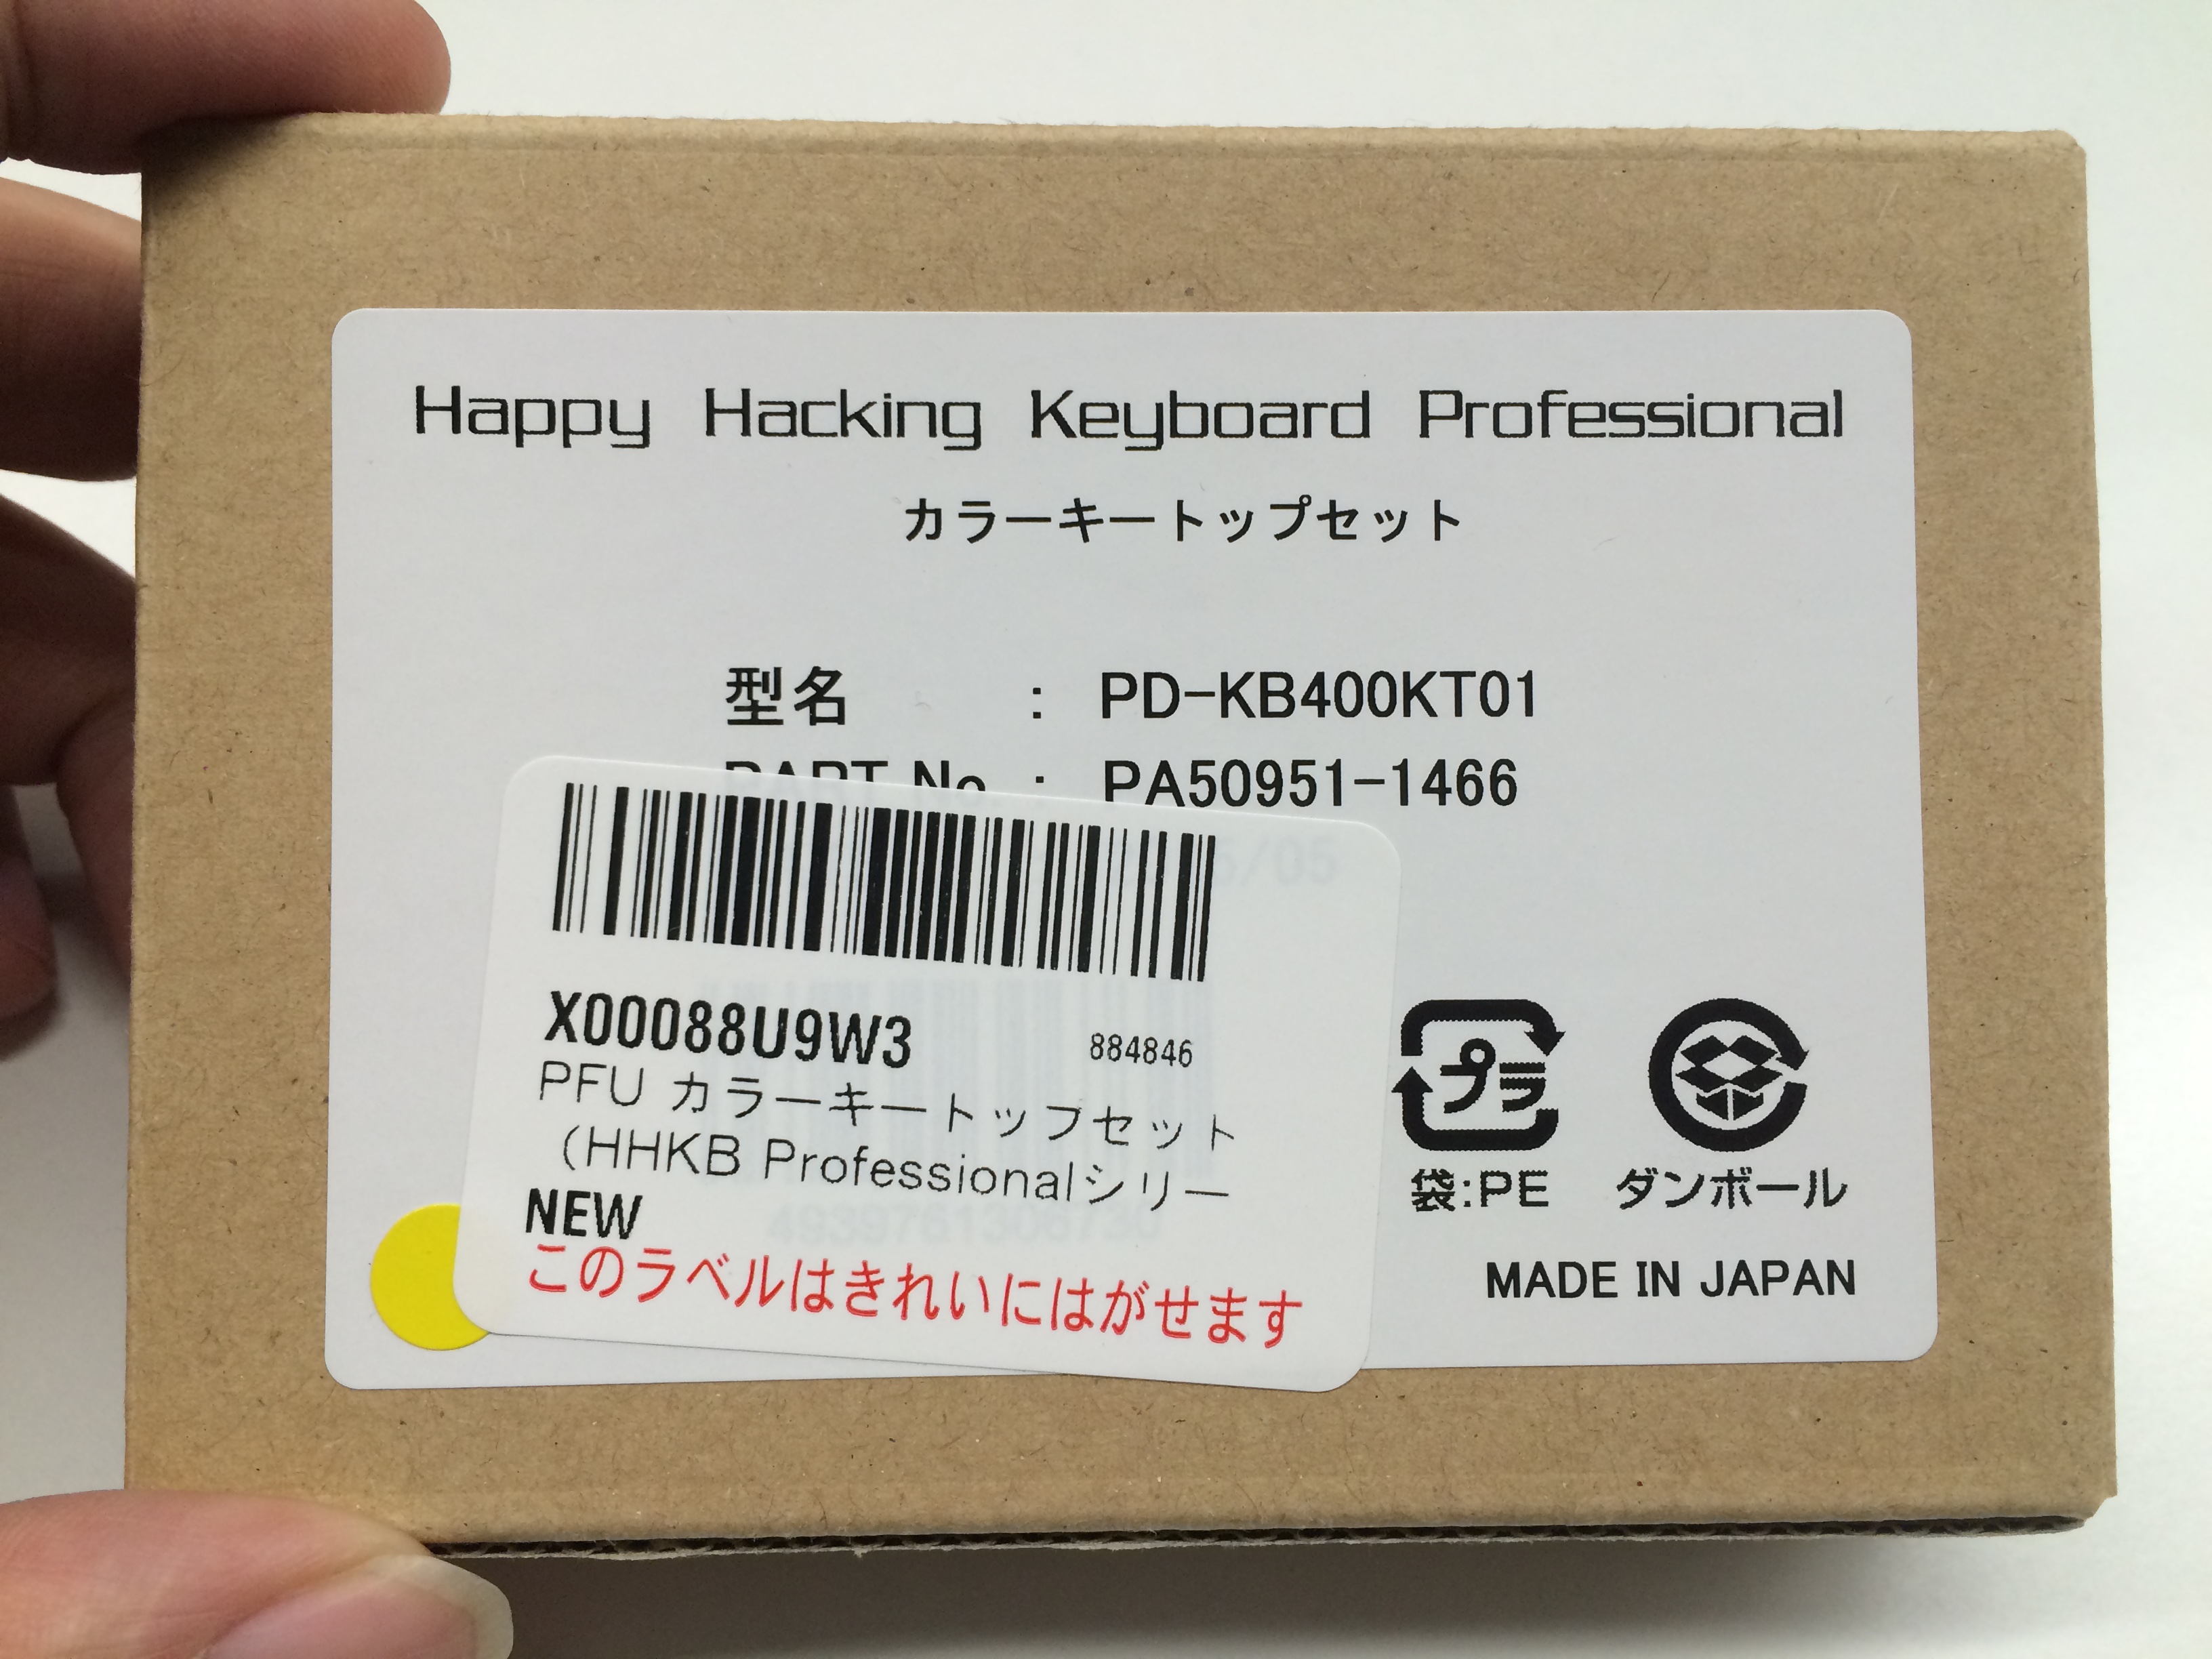 Happy Hacking Keyboard Professional
カラーキートップセット
型名 : PD-KB400KT01
PART No. : PA50951-1466
5/05
X00088U9W3 884846
PFU カラーキートップセット
(HHKB Professionalシリー
NEW
このラベルはきれいにはがせます
プラ
袋:PE ダンボール
MADE IN JAPAN